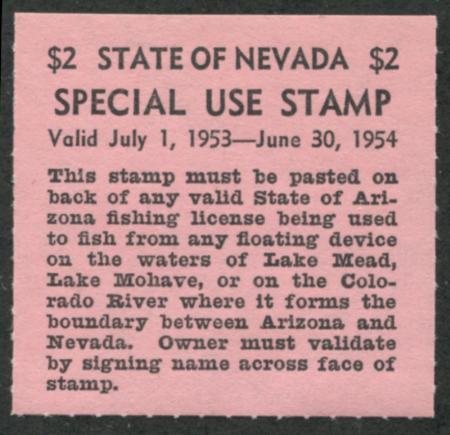 $2 STATE OF NEVADA $2
SPECIAL USE STAMP
Valid July 1, 1953—June 30, 1954
This stamp must be pasted on
back of any valid State of Ari-
zona fishing license being used
to fish from any floating device
on the waters of Lake Mead,
Lake Mohave, or on the Colo-
rado River where it forms the
boundary between Arizona and
Nevada. Owner must validate
by signing name across face of
stamp.